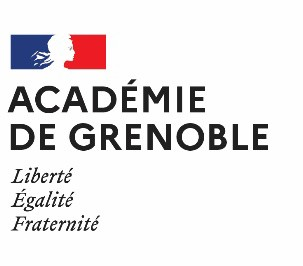 ACADÉMIE
DE GRENOBLE
Liberté
Égalité
Fraternité